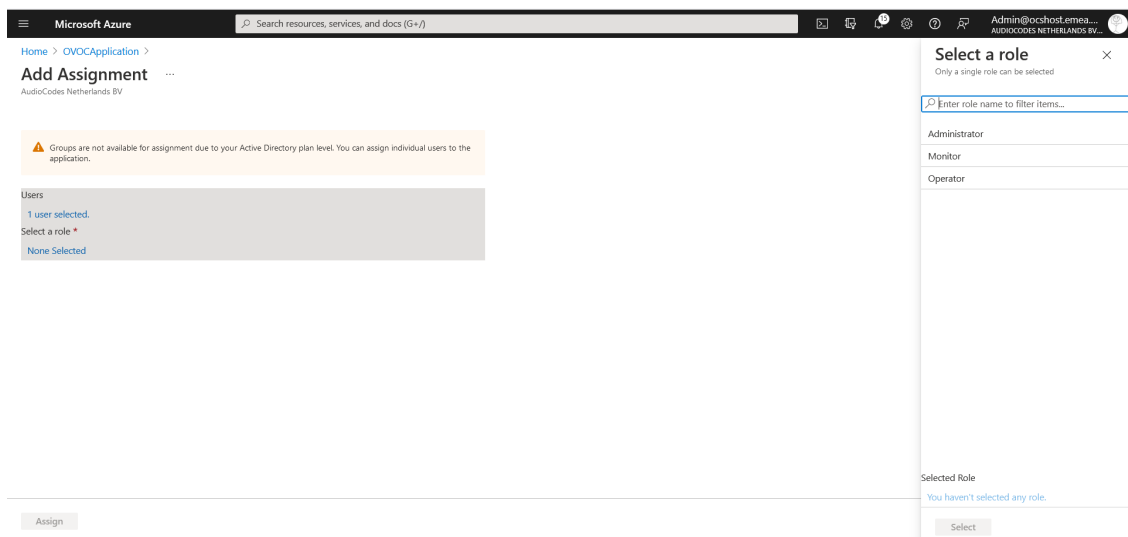 Microsoft Azure
Search resources, services, and docs (G+/)
15
Admin@ocshost.emea....
AUDIOCODES NETHERLANDS BV...
Home > OVOCApplication >
Add Assignment ...
AudioCodes Netherlands BV
Groups are not available for assignment due to your Active Directory plan level. You can assign individual users to the
application.
Users
1 user selected.
Select a role *
None Selected
Assign
Select a role
Only a single role can be selected
Enter role name to filter items...
Administrator
Monitor
Operator
Selected Role
You haven't selected any role.
Select